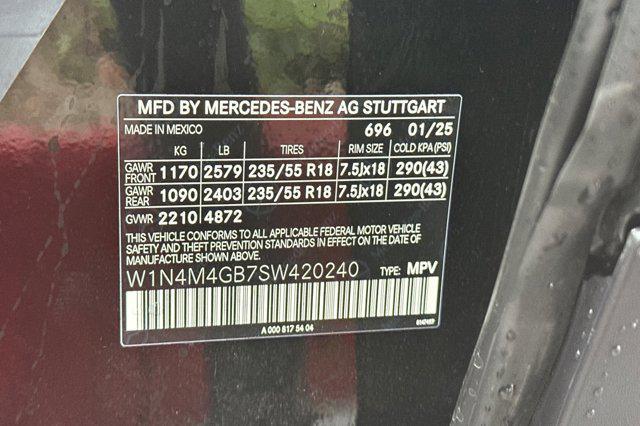 MFD BY MERCEDES-BENZ AG STUTTGART
MADE IN MEXICO 696 01/25
KG LB TIRES RIM SIZE COLD KPA (PSI)
GAWR FRONT 1170 2579 235/55 R18 7.5Jx18 290(43)
GAWR REAR 1090 2403 235/55 R18 7.5Jx18 290(43)
GVWR 2210 4872
THIS VEHICLE CONFORMS TO ALL APPLICABLE FEDERAL MOTOR VEHICLE
SAFETY AND THEFT PREVENTION STANDARDS IN EFFECT ON THE DATE OF
MANUFACTURE SHOWN ABOVE.
W1N4M4GB7SW420240 TYPE: MPV
A 000 817 54 04